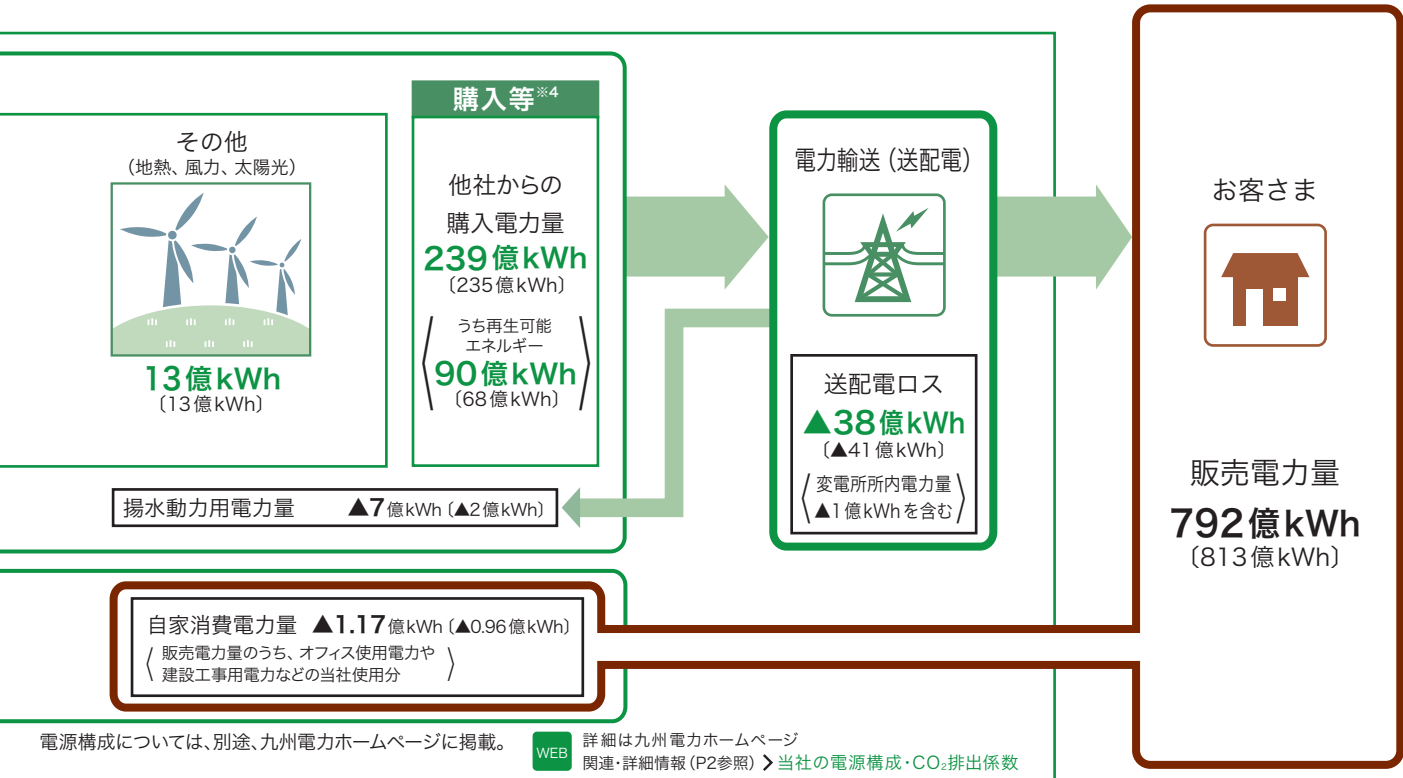 その他
(地熱、風力、太陽光)
13億kWh
〔13億kWh〕
購入等※4
他社からの
購入電力量
239億kWh
〔235億kWh〕
うち再生可能
エネルギー
90億kWh
〔68億kWh〕
揚水動力用電力量 ▲7億kWh〔▲2億kWh〕
電力輸送(送配電)
送配電ロス
▲38億kWh
〔▲41億kWh〕
変電所所内電力量
▲1億kWhを含む
お客さま
販売電力量
792億kWh
〔813億kWh〕
自家消費電力量 ▲1.17億kWh〔▲0.96億kWh〕
販売電力量のうち、オフィス使用電力や
建設工事用電力などの当社使用分
電源構成については、別途、九州電力ホームページに掲載。
WEB
詳細は九州電力ホームページ
関連・詳細情報(P2参照)>当社の電源構成・CO₂排出係数